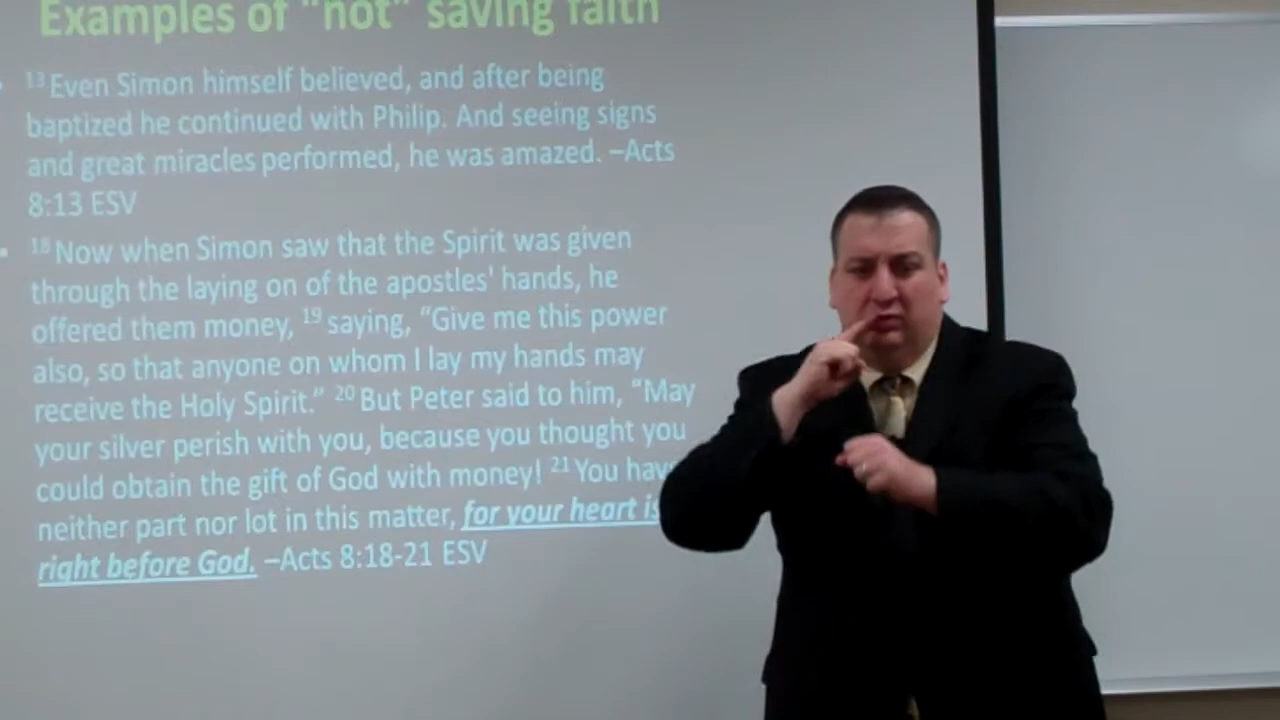 Examples of "not" saving faith
13 Even Simon himself believed, and after being
baptized he continued with Philip. And seeing signs
and great miracles performed, he was amazed. –Acts
8:13 ESV
18 Now when Simon saw that the Spirit was given
through the laying on of the apostles' hands, he
offered them money, 19 saying, “Give me this power
also, so that anyone on whom I lay my hands may
receive the Holy Spirit.” 20 But Peter said to him, “May
your silver perish with you, because you thought you
could obtain the gift of God with money! 21 You have
neither part nor lot in this matter, for your heart is
right before God. –Acts 8:18-21 ESV